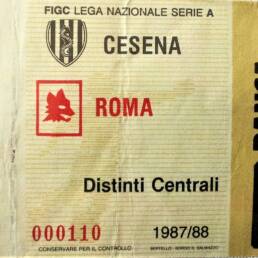 FIGC LEGA NAZIONALE SERIE A
CESENA
ROMA
Distinti Centrali
000110 1987/88
CONSERVARE PER IL CONTROLLO